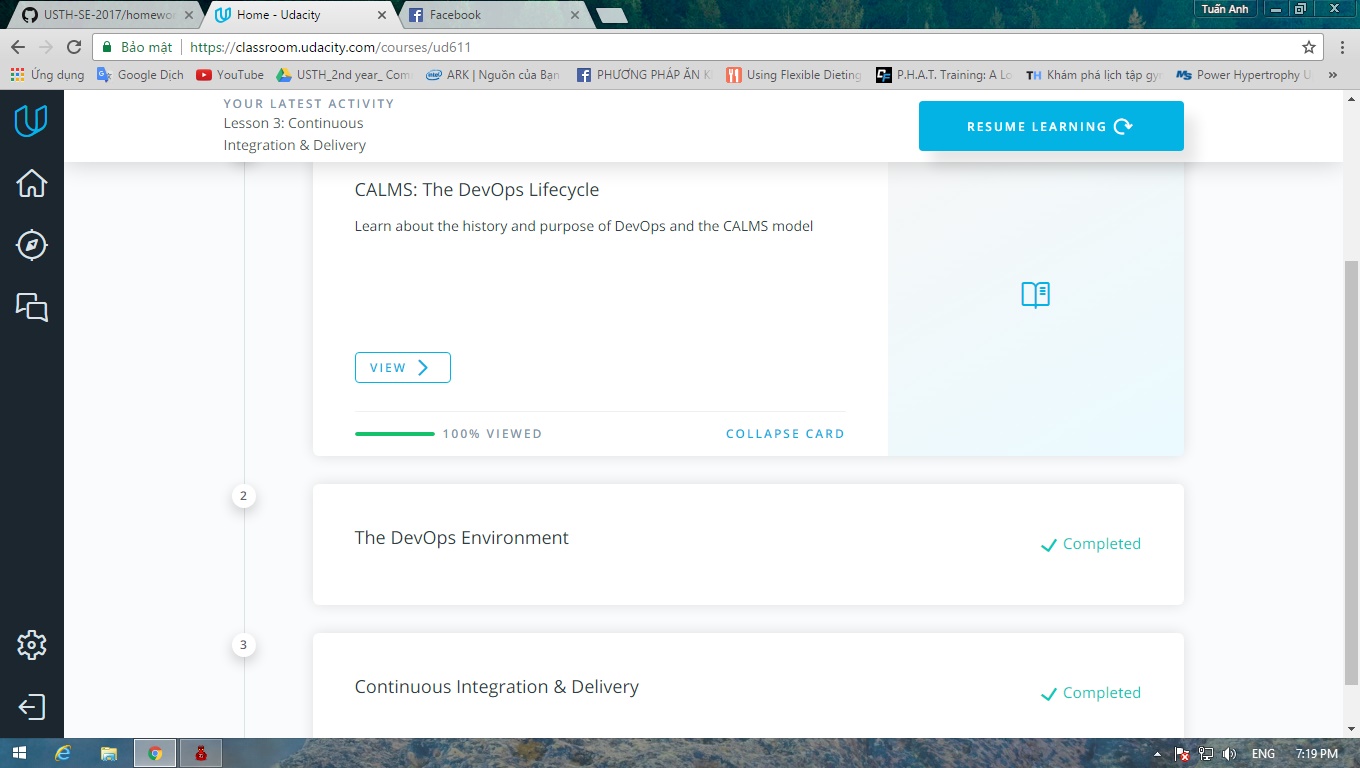 USTH-SE-2017/homewo
Home - Udacity
Facebook
Tuấn Anh
Bảo mật
https://classroom.udacity.com/courses/ud611
Ứng dụng
Google Dịch
YouTube
USTH_2nd year_ Com
ARK | Nguồn của Bạn
PHƯƠNG PHÁP ĂN K
Using Flexible Dieting
P.H.A.T. Training: A Lo
TH Khám phá lịch tập gy
Power Hypertrophy U
»
YOUR LATEST ACTIVITY
Lesson 3: Continuous
Integration & Delivery
RESUME LEARNING
CALMS: The DevOps Lifecycle
Learn about the history and purpose of DevOps and the CALMS model
VIEW
100% VIEWED
COLLAPSE CARD
2
The DevOps Environment
Completed
3
Continuous Integration & Delivery
Completed
ENG
7:19 PM